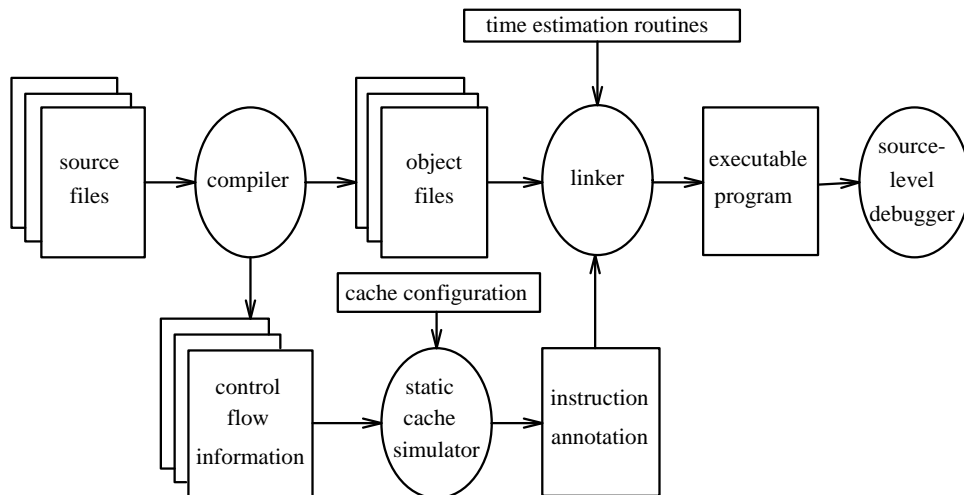 time estimation routines
source
files
compiler
object
files
linker
executable
program
source-
level
debugger
cache configuration
control
flow
information
static
cache
simulator
instruction
annotation